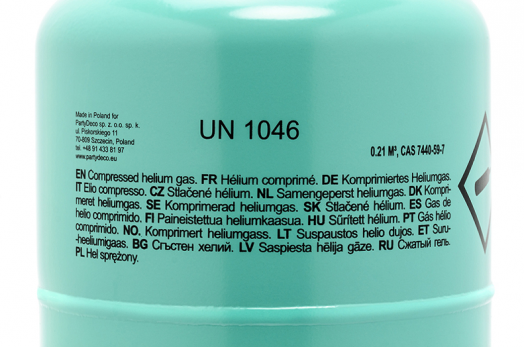 Made in Poland for
PartyDeco sp. z. o.o. sp. k.
ul. Piskorskiego 11
70-809 Szczecin, Poland
tel. +48 91 433 81 97
www.partydeco.eu
UN 1046
0.21 M³, CAS 7440-59-7
EN Compressed helium gas. FR Hélium comprimé. DE Komprimiertes Heliumgas.
IT Elio compresso. CZ Stlačené hélium. NL Samengeperst heliumgas. DK Kompri-
meret heliumgas. SE Komprimerad heliumgas. SK Stlačené hélium. ES Gas de
helio comprimido. FI Paineistettua heliumkaasua. HU Sűrített hélium. PT Gás hélio
comprimido. NO. Komprimert heliumgass. LT Suspaustos helio dujos. ET Suru-
-heeliumigaas. BG Сгъстен хелий. LV Saspiesta hēlija gāze. RU Сжатый гель.
PL Hel sprężony.